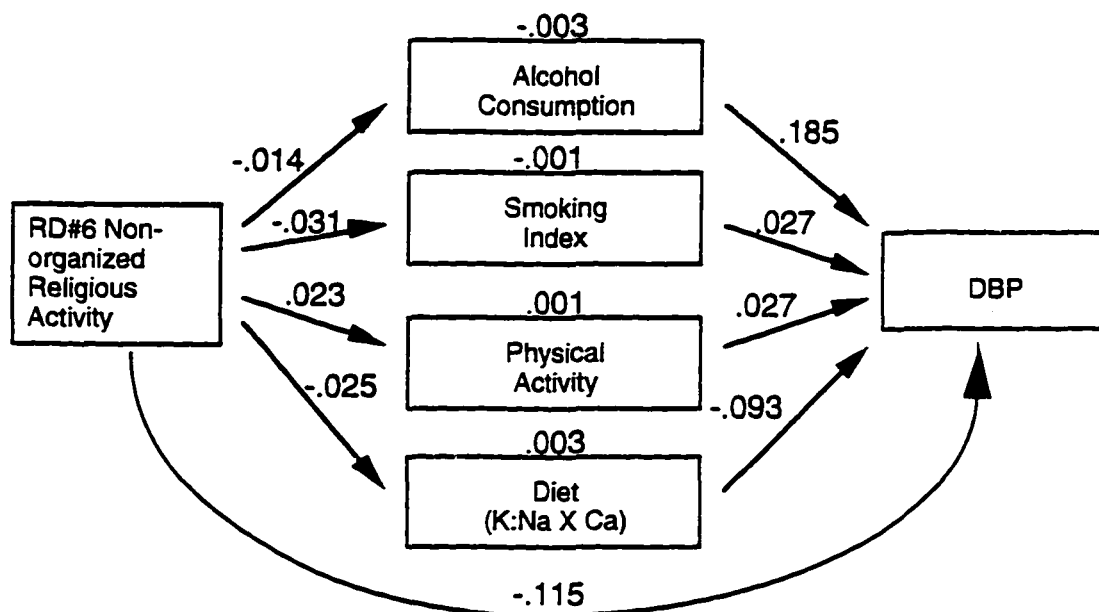 -.003
Alcohol
Consumption
-.014
.185
-.001
Smoking
Index
-.031
.027
RD#6 Non-
organized
Religious
Activity
DBP
.023
.001
.027
Physical
Activity
-.025
-.093
.003
Diet
(K:Na X Ca)
-.115